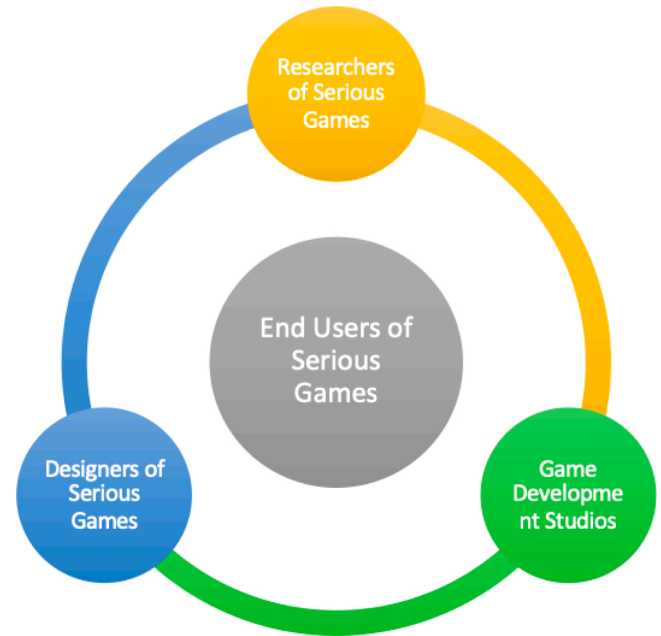 Researchers
of Serious
Games
End Users of
Serious
Games
Designers of
Serious
Games
Game
Developme
nt Studios